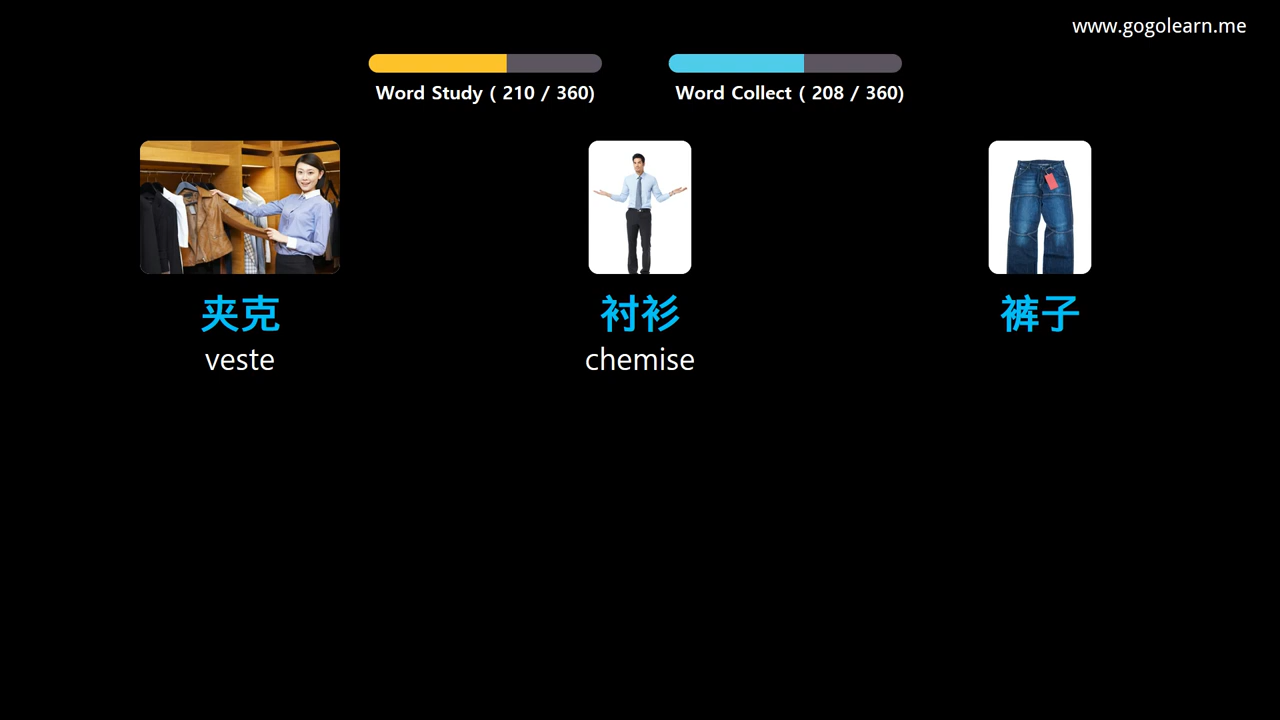 www.gogolearn.me
Word Study ( 210 / 360)
Word Collect ( 208 / 360)
夹克
veste
衬衫
chemise
裤子